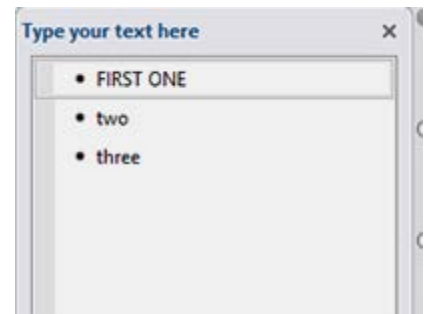 Type your text here
• FIRST ONE
• two
• three